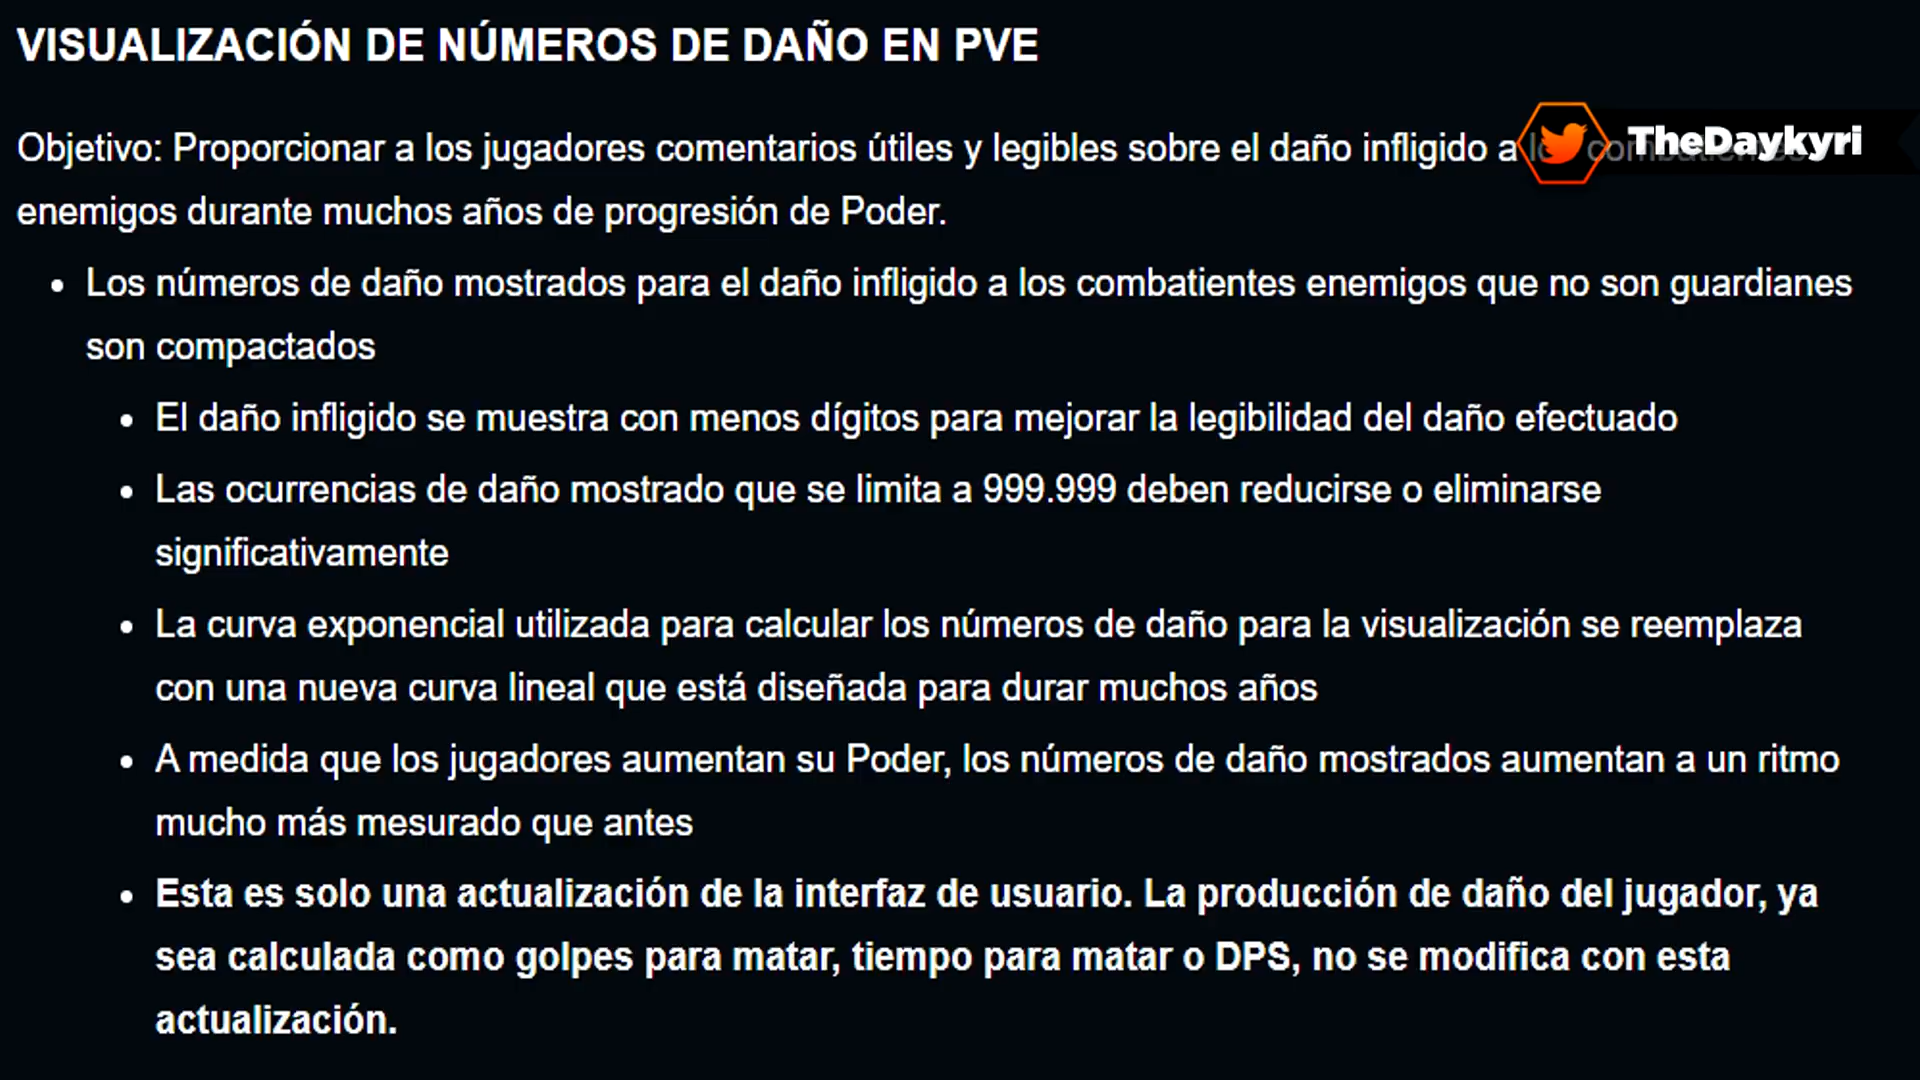 VISUALIZACIÓN DE NÚMEROS DE DAÑO EN PVE
Objetivo: Proporcionar a los jugadores comentarios útiles y legibles sobre el daño infligido a
TheDaykyri
enemigos durante muchos años de progresión de Poder.
• Los números de daño mostrados para el daño infligido a los combatientes enemigos que no son guardianes
son compactados
• El daño infligido se muestra con menos dígitos para mejorar la legibilidad del daño efectuado
• Las ocurrencias de daño mostrado que se limita a 999.999 deben reducirse o eliminarse
significativamente
• La curva exponencial utilizada para calcular los números de daño para la visualización se reemplaza
con una nueva curva lineal que está diseñada para durar muchos años
• A medida que los jugadores aumentan su Poder, los números de daño mostrados aumentan a un ritmo
mucho más mesurado que antes
• Esta es solo una actualización de la interfaz de usuario. La producción de daño del jugador, ya
sea calculada como golpes para matar, tiempo para matar o DPS, no se modifica con esta
actualización.